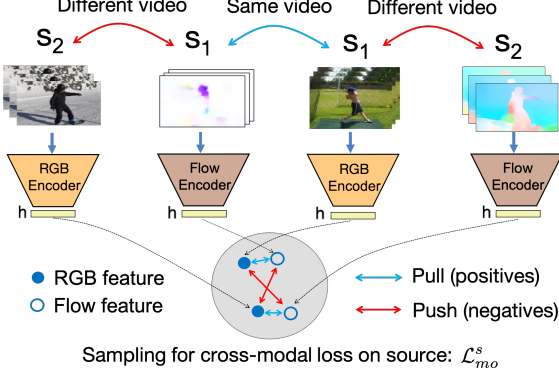 Different video Same video Different video
S₂ S₁ S₁ S₂
RGB Encoder
Flow Encoder
RGB Encoder
Flow Encoder
h h h h
RGB feature
Flow feature
Pull (positives)
Push (negatives)
Sampling for cross-modal loss on source: ℒˢₘₒ